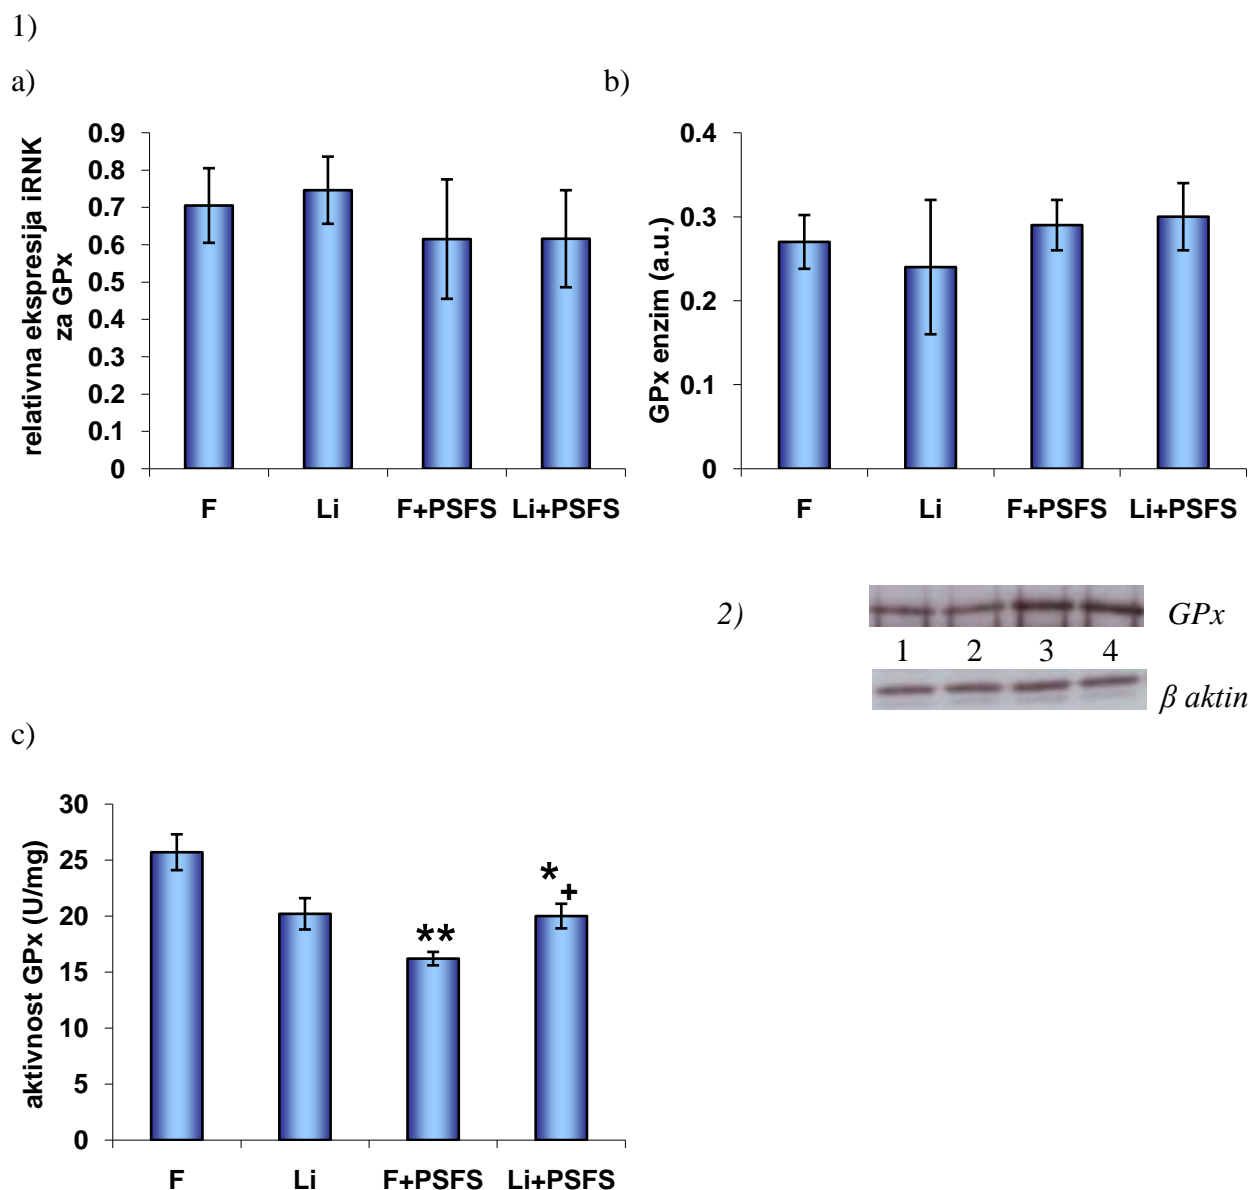 1)
a)
b)
relativna ekspresija iRNK
za GPx
0.9
0.8
0.7
0.6
0.5
0.4
0.3
0.2
0.1
0
F Li F+PSFS Li+PSFS
GPx enzim (a.u.)
0.4
0.3
0.2
0.1
0
F Li F+PSFS Li+PSFS
2)
GPx
1 2 3 4
β aktin
c)
aktivnost GPx (U/mg)
30
25
20
15
10
5
0
**
*
+
F Li F+PSFS Li+PSFS